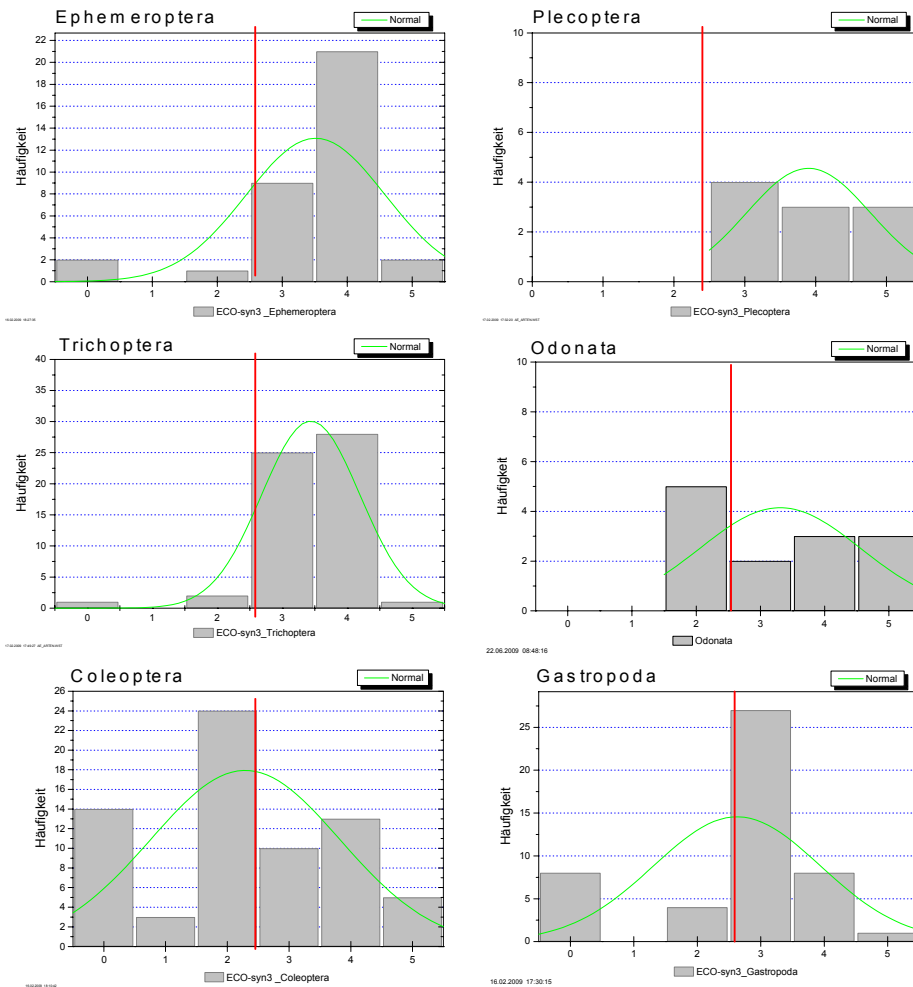 Ephemeroptera
Normal
22
20
18
16
14
12
10
8
6
4
2
0
Häufigkeit
0 1 2 3 4 5
ECO-syn3 _Ephemeroptera
Plecoptera
Normal
10
8
6
4
2
0
Häufigkeit
0 1 2 3 4 5
ECO-syn3_Plecoptera
Trichoptera
Normal
40
35
30
25
20
15
10
5
0
Häufigkeit
0 1 2 3 4 5
ECO-syn3_Trichoptera
Odonata
Normal
10
8
6
4
2
0
Häufigkeit
0 1 2 3 4 5
Odonata
22.06.2009 08:48:16
Coleoptera
Normal
26
24
22
20
18
16
14
12
10
8
6
4
2
0
Häufigkeit
0 1 2 3 4 5
ECO-syn3_Coleoptera
Gastropoda
Normal
25
20
15
10
5
0
Häufigkeit
0 1 2 3 4 5
ECO-syn3_Gastropoda
16.02.2009 17:30:15